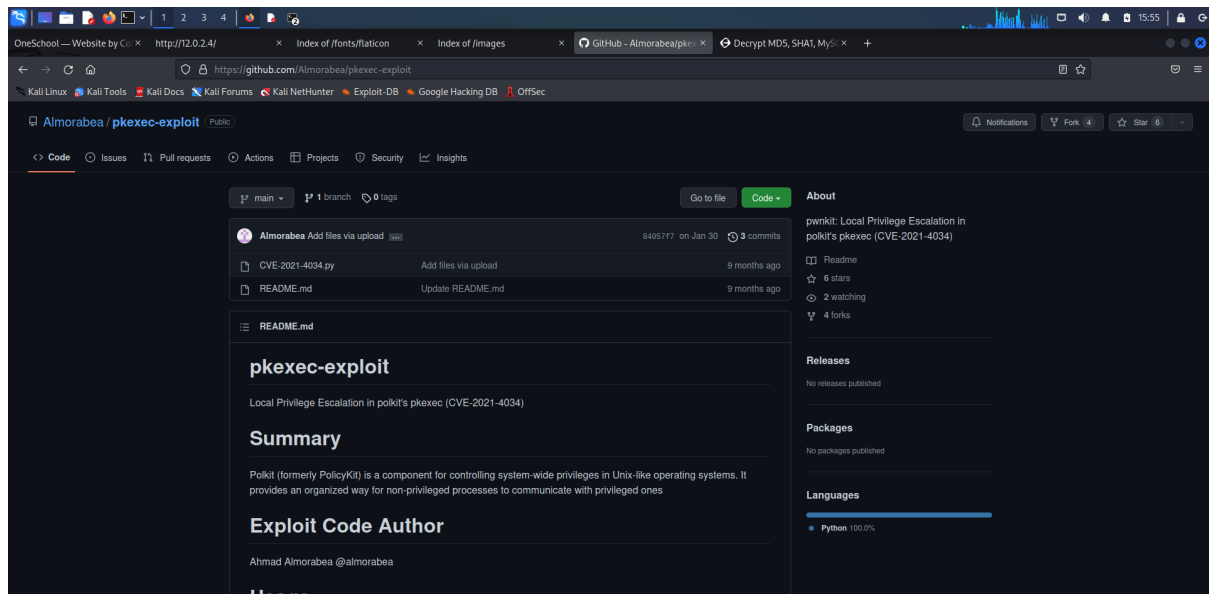 1 2 3 4 15:55
OneSchool — Website by Co
http://12.0.2.4/
Index of /fonts/flaticon
Index of /images
GitHub - Almorabea/pkex
Decrypt MD5, SHA1, MyS
https://github.com/Almorabea/pkexec-exploit
Kali Linux Kali Tools Kali Docs Kali Forums Kali NetHunter Exploit-DB Google Hacking DB OffSec
Almorabea / pkexec-exploit Public
Notifications Fork 4 Star 6
Code Issues Pull requests Actions Projects Security Insights
main 1 branch 0 tags Go to file Code
Almorabea Add files via upload 84057f7 on Jan 30 3 commits
CVE-2021-4034.py Add files via upload 9 months ago
README.md Update README.md 9 months ago
README.md
pkexec-exploit
Local Privilege Escalation in polkit's pkexec (CVE-2021-4034)
Summary
Polkit (formerly PolicyKit) is a component for controlling system-wide privileges in Unix-like operating systems. It
provides an organized way for non-privileged processes to communicate with privileged ones
Exploit Code Author
Ahmad Almorabea @almorabea
About
pwnkit: Local Privilege Escalation in
polkit's pkexec (CVE-2021-4034)
Readme
6 stars
2 watching
4 forks
Releases
No releases published
Packages
No packages published
Languages
Python 100.0%